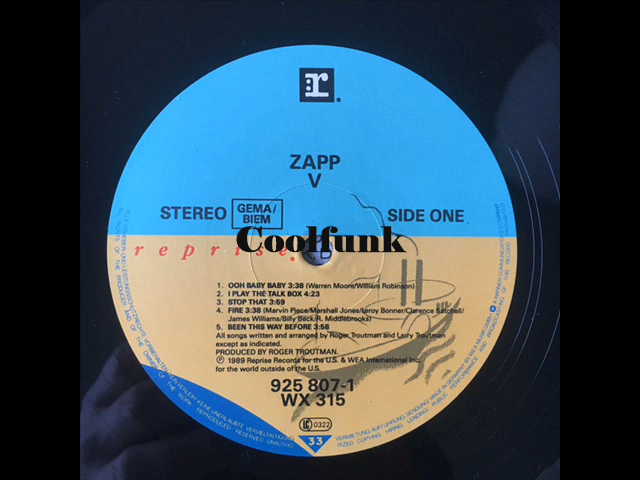 r.
ZAPP
V
STEREO GEMA/ BIEM SIDE ONE
Coolfunk
reprise
1. OOH BABY BABY 3:38 (Warren Moore/William Robinson)
2. I PLAY THE TALK BOX 4:23
3. STOP THAT 3:59
4. FIRE 3:38 (Marvin Piece/Marshall Jones/Leroy Bonner/Clarence Satchell/
James Williams/Billy Beck/R. Middlebrooks)
5. BEEN THIS WAY BEFORE 3:58
All songs written and arranged by Roger Troutman and Larry Troutman
except as indicated.
PRODUCED BY ROGER TROUTMAN.
Ⓟ 1989 Reprise Records for the U.S. & WEA International Inc.
for the world outside of the U.S.
925 807-1
WX 315
LC 0322
33